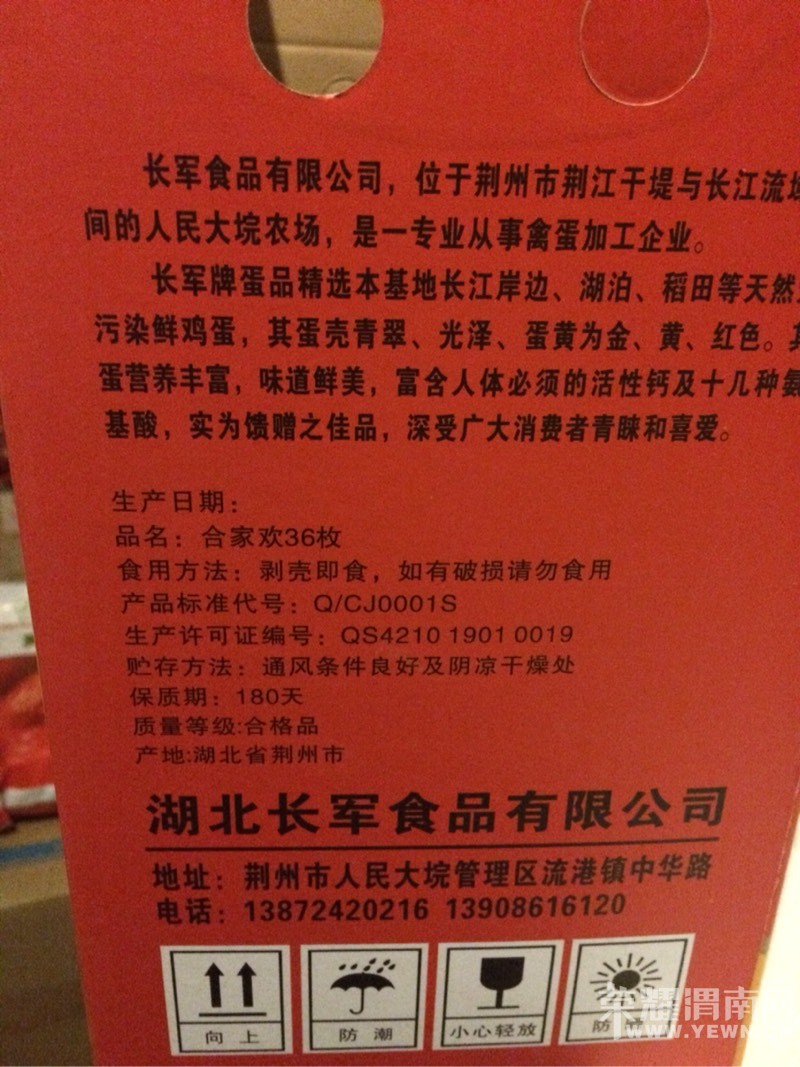 长军食品有限公司，位于荆州市荆江干堤与长江流域
间的人民大垸农场，是一专业从事禽蛋加工企业。
长军牌蛋品精选本基地长江岸边、湖泊、稻田等天然
污染鲜鸡蛋，其蛋壳青翠、光泽、蛋黄为金、黄、红色。其
蛋营养丰富，味道鲜美，富含人体必须的活性钙及十几种氨
基酸，实为馈赠之佳品，深受广大消费者青睐和喜爱。
生产日期：
品名：合家欢36枚
食用方法：剥壳即食，如有破损请勿食用
产品标准代号：Q/CJ0001S
生产许可证编号：QS4210 1901 0019
贮存方法：通风条件良好及阴凉干燥处
保质期：180天
质量等级:合格品
产地:湖北省荆州市
湖北长军食品有限公司
地址：荆州市人民大垸管理区流港镇中华路
电话：13872420216 13908616120
向上
防潮
小心轻放
防
荣耀渭南
WWW.YEWN